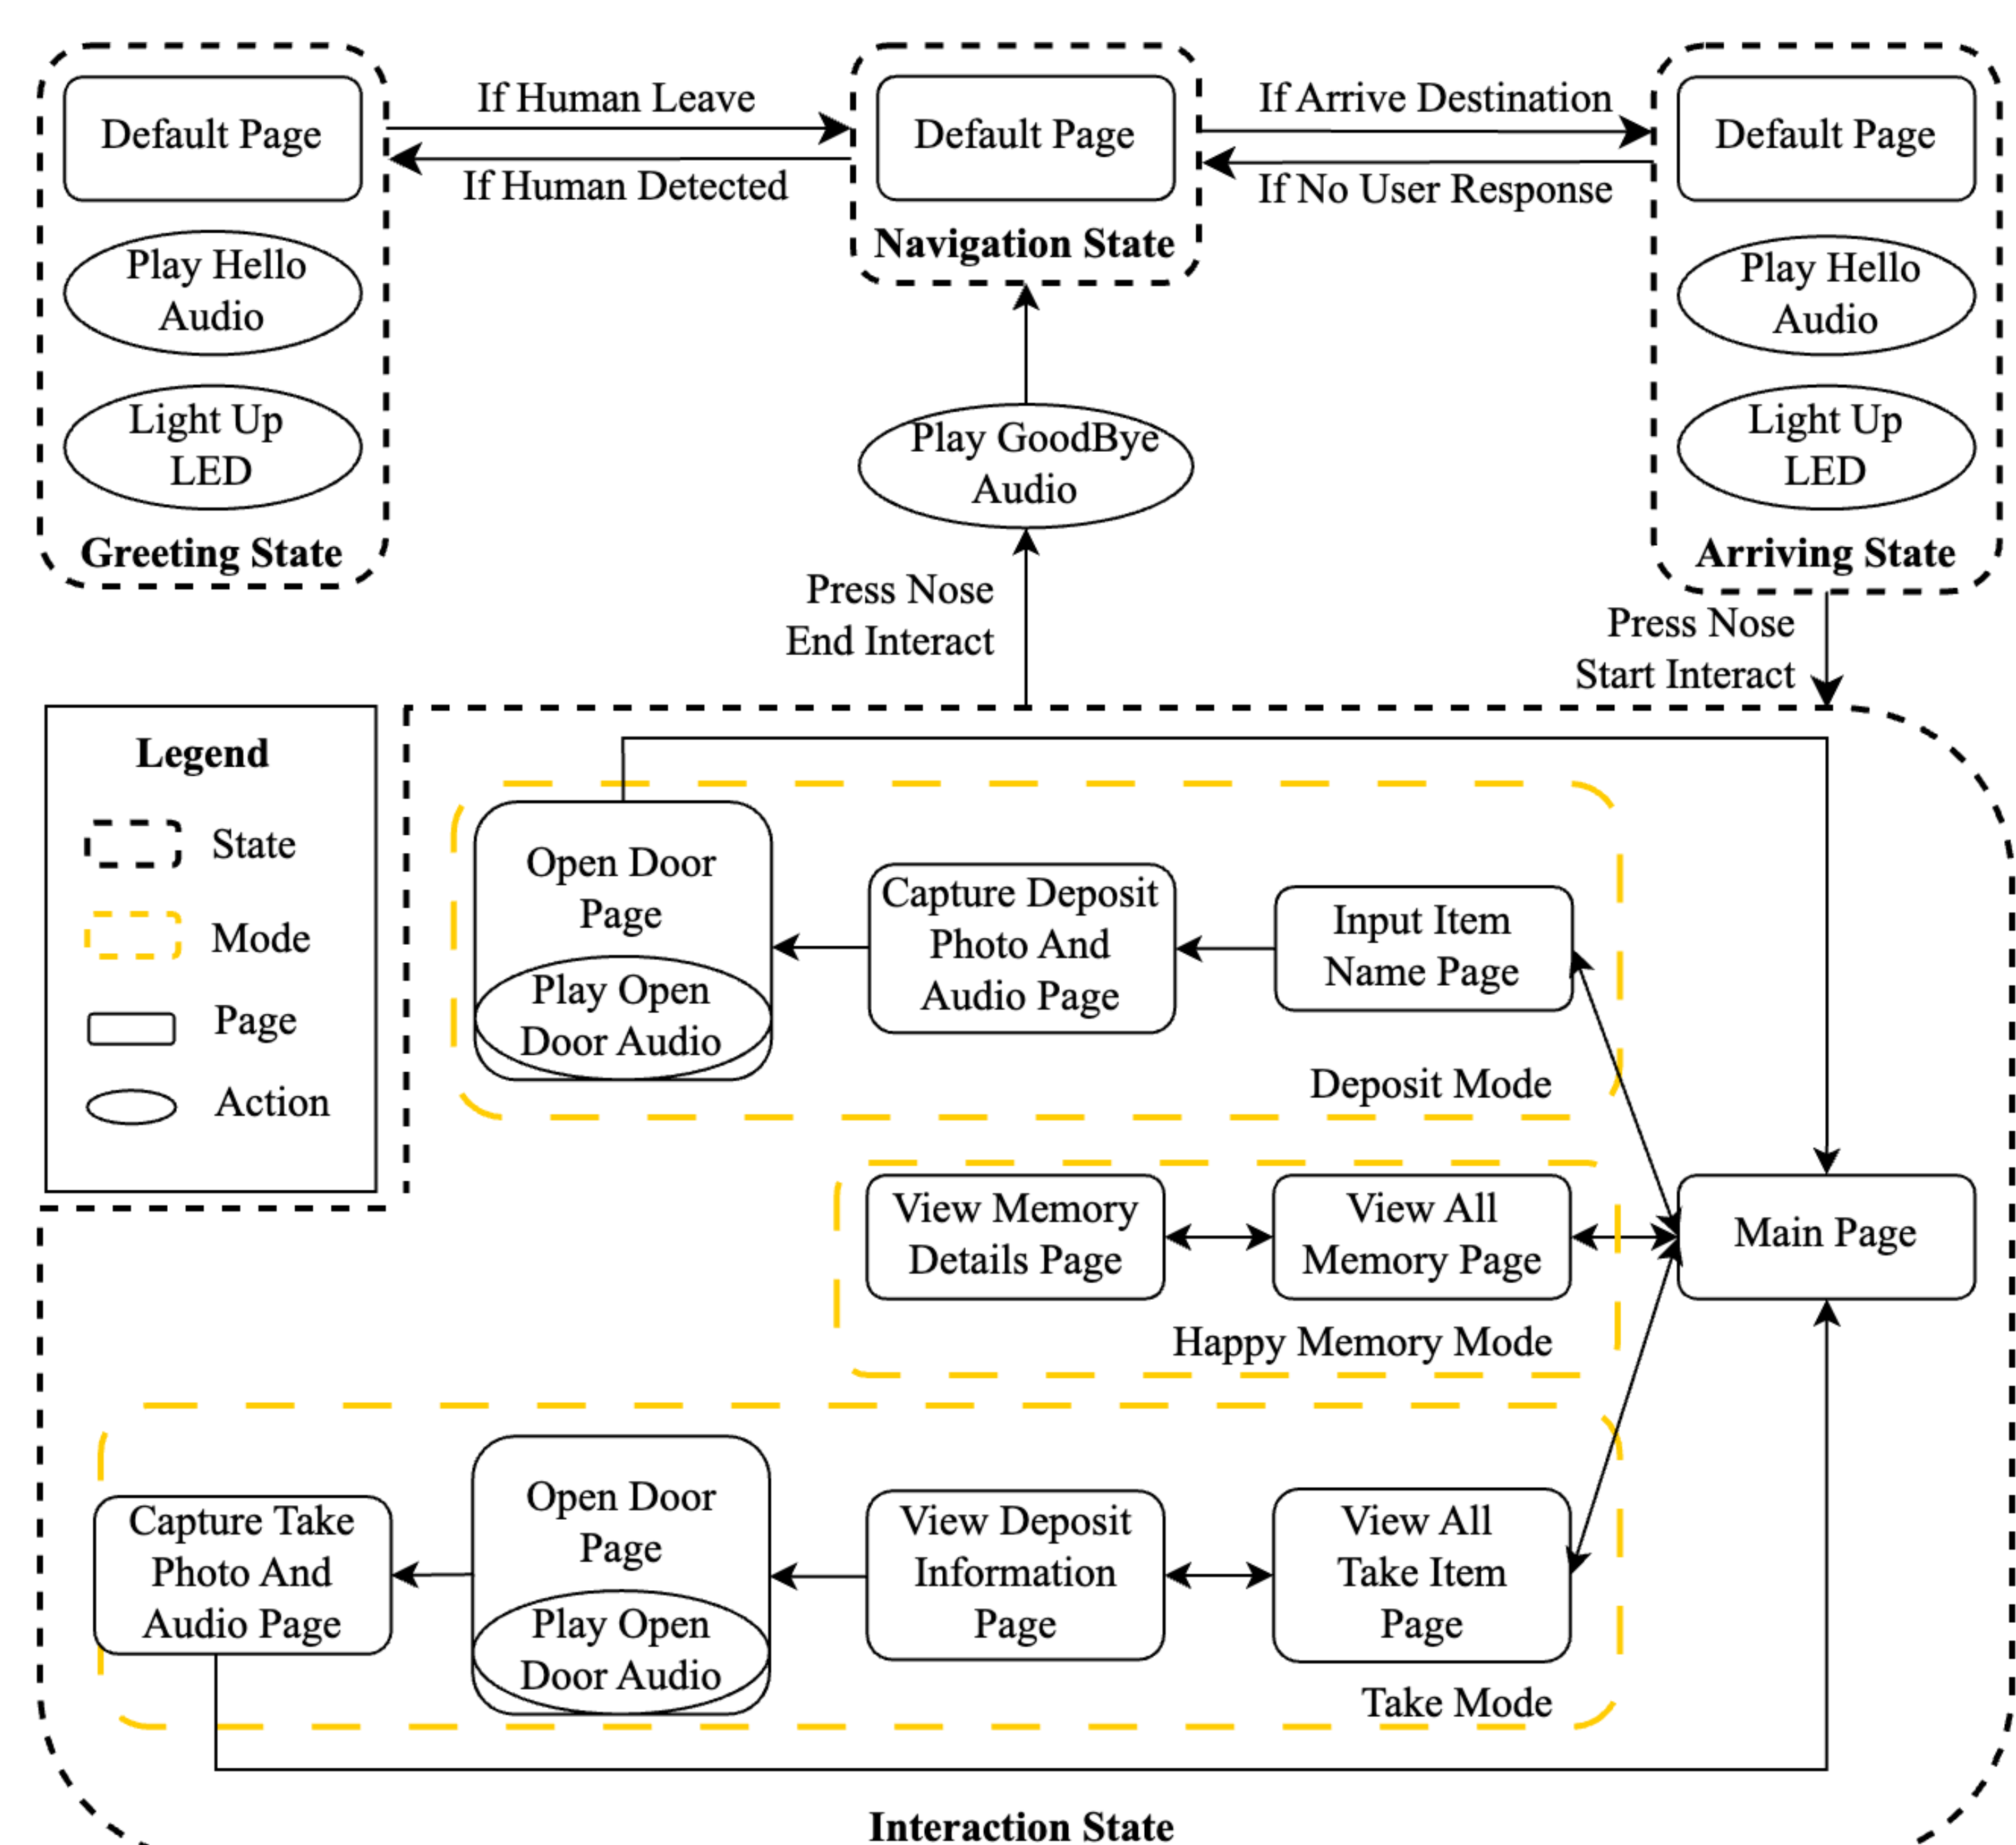 Default Page
Play Hello
Audio
Light Up
LED
Greeting State
If Human Leave
If Human Detected
Default Page
Navigation State
If Arrive Destination
If No User Response
Default Page
Play Hello
Audio
Light Up
LED
Arriving State
Play GoodBye
Audio
Press Nose
End Interact
Press Nose
Start Interact
Legend
State
Mode
Page
Action
Open Door
Page
Play Open
Door Audio
Capture Deposit
Photo And
Audio Page
Input Item
Name Page
Deposit Mode
View Memory
Details Page
View All
Memory Page
Happy Memory Mode
Main Page
Capture Take
Photo And
Audio Page
Open Door
Page
Play Open
Door Audio
View Deposit
Information
Page
View All
Take Item
Page
Take Mode
Interaction State